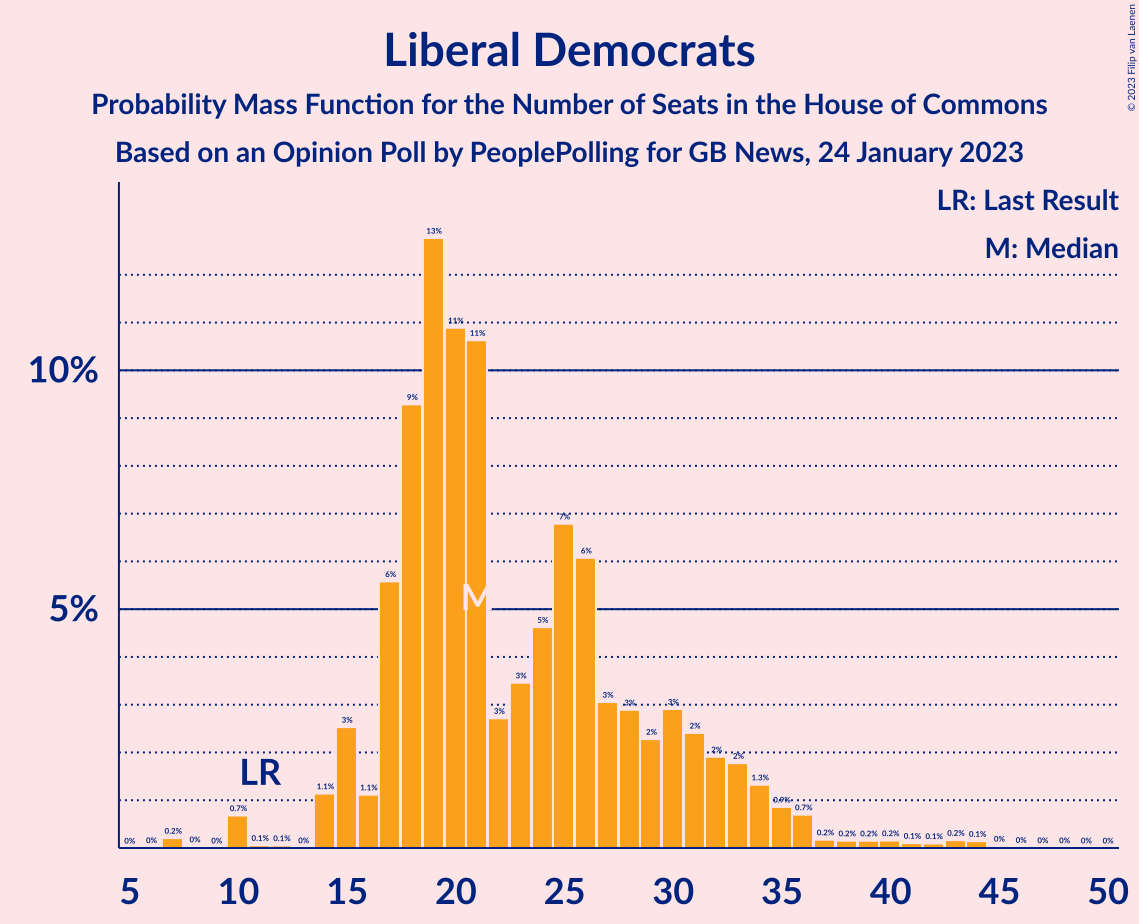 © 2023 Filip van Laenen
Liberal Democrats
Probability Mass Function for the Number of Seats in the House of Commons
Based on an Opinion Poll by PeoplePolling for GB News, 24 January 2023
LR: Last Result
M: Median
13%
11%
11%
10%
9%
7%
6%
6%
M
5%
5%
3%
3%
3%
3%
3%
3%
2%
2%
2%
2%
LR
1.3%
1.1%
1.1%
0.9%
0.7%
0.7%
0% 0% 0.2% 0% 0% 0.1% 0.1% 0% 0.2% 0.2% 0.2% 0.2% 0.1% 0.1% 0.2% 0.1% 0% 0% 0% 0% 0% 0%
5 10 15 20 25 30 35 40 45 50